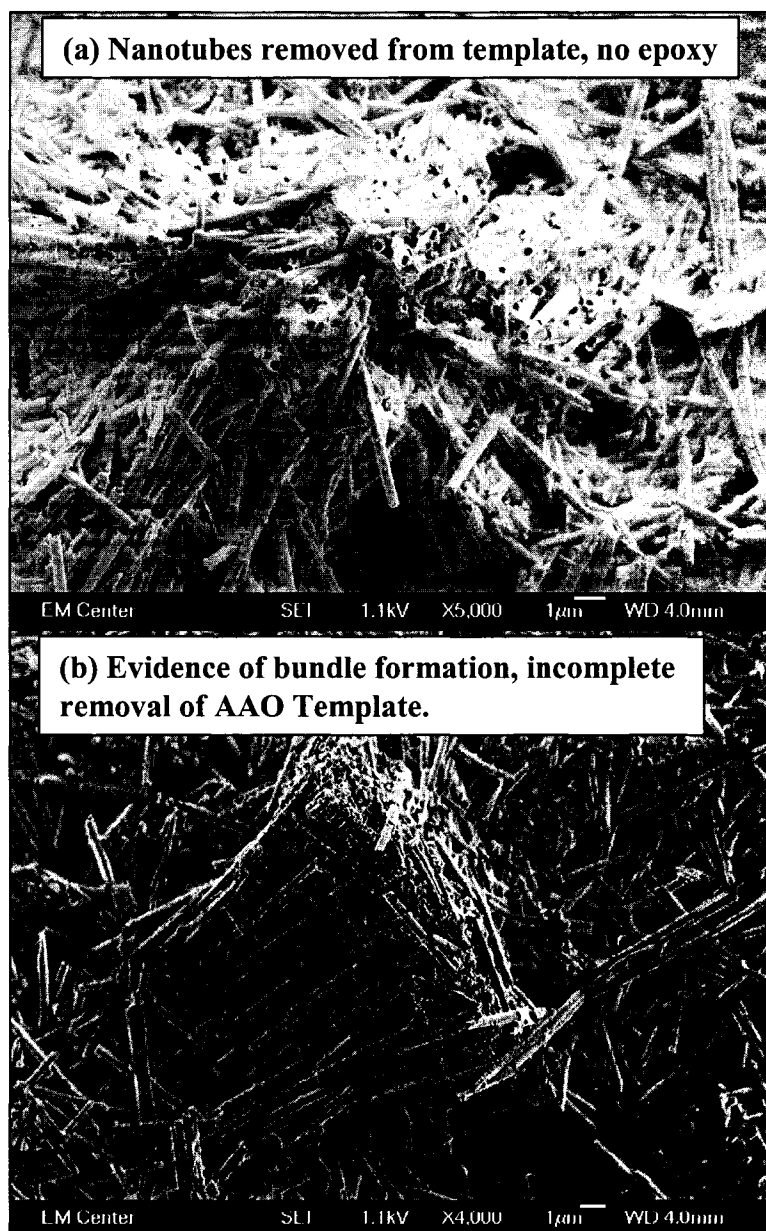 (a) Nanotubes removed from template, no epoxy
EM Center SEI 1.1kV X5,000 1μm WD 4.0mm
(b) Evidence of bundle formation, incomplete
removal of AAO Template.
EM Center SEI 1.1kV X4,000 1μm WD 4.0mm